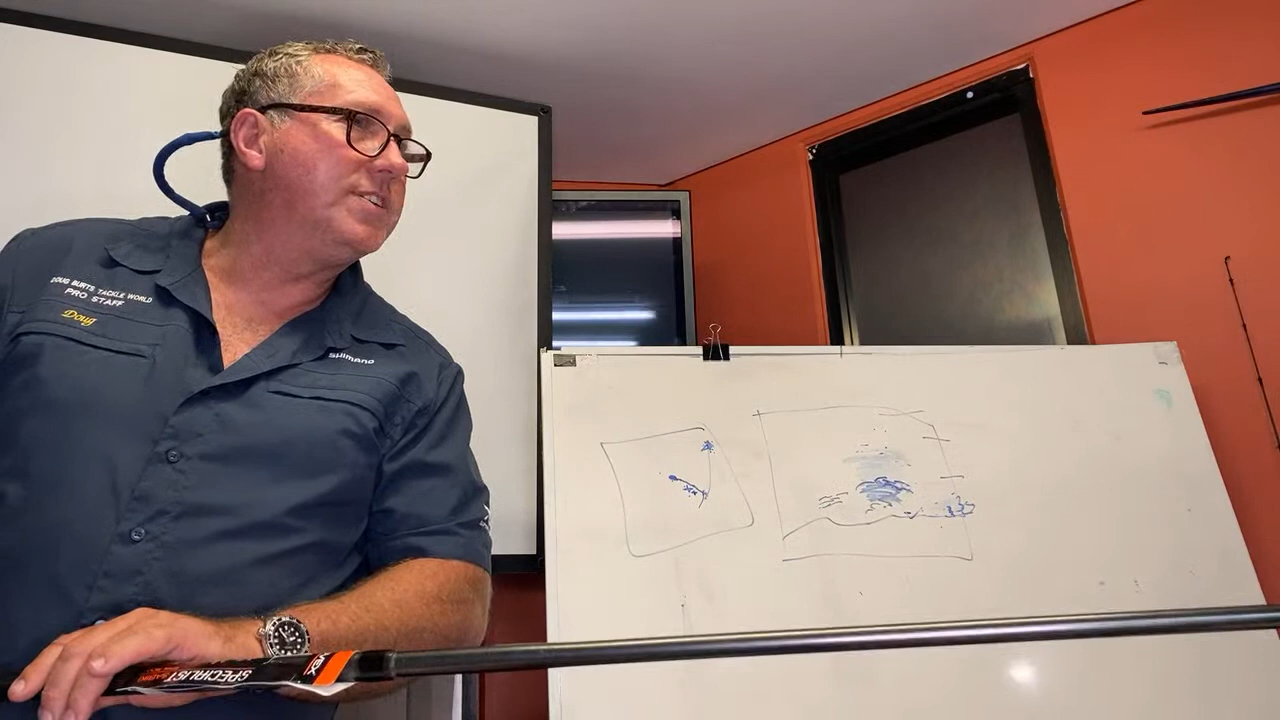 DOUG BURTS TACKLE WORLD
PRO STAFF
Doug
SHIMANO
SPECIALIST